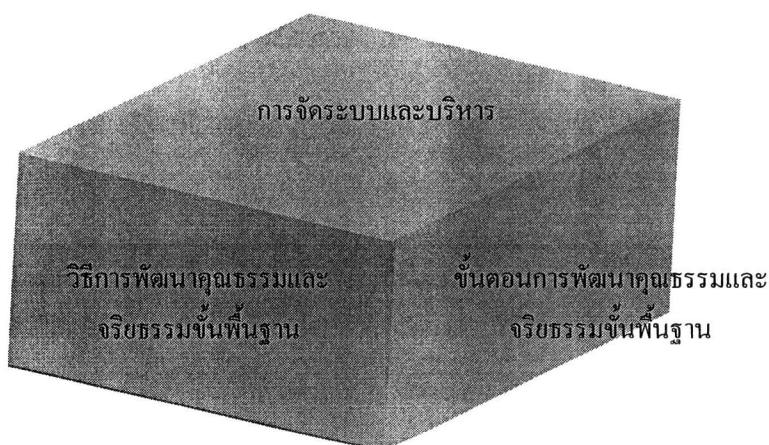 การจัดระบบและบริหาร
วิธีการพัฒนาคุณธรรมและ
จริยธรรมขั้นพื้นฐาน
ขั้นตอนการพัฒนาคุณธรรมและ
จริยธรรมขั้นพื้นฐาน